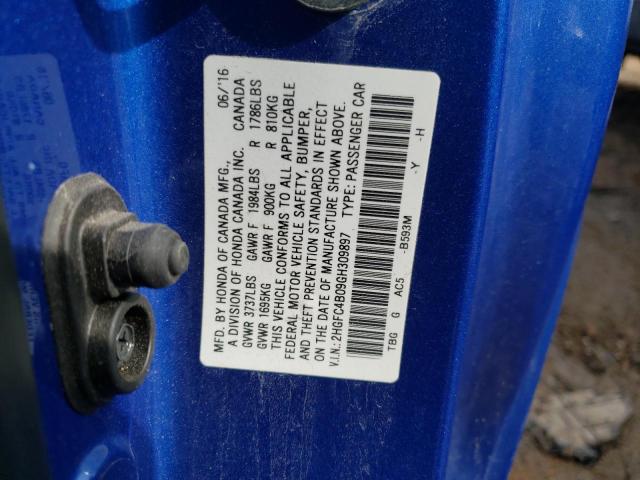 MFD. BY HONDA OF CANADA MFG., 06/'16
A DIVISION OF HONDA CANADA INC. CANADA
GVWR 3737LBS GAWR F 1984LBS R 1786LBS
GVWR 1695KG GAWR F 900KG R 810KG
THIS VEHICLE CONFORMS TO ALL APPLICABLE
FEDERAL MOTOR VEHICLE SAFETY, BUMPER,
AND THEFT PREVENTION STANDARDS IN EFFECT
ON THE DATE OF MANUFACTURE SHOWN ABOVE.
V.I.N.:2HGFC4B09GH309897 TYPE: PASSENGER CAR
TBG G AC5 -B593M -Y -H